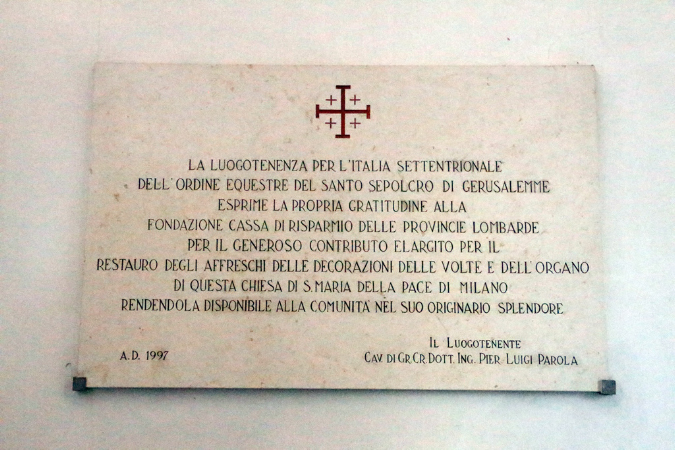 LA LUOGOTENENZA PER L'ITALIA SETTENTRIONALE
DELL'ORDINE EQUESTRE DEL SANTO SEPOLCRO DI GERUSALEMME
ESPRIME LA PROPRIA GRATITUDINE ALLA
FONDAZIONE CASSA DI RISPARMIO DELLE PROVINCIE LOMBARDE
PER IL GENEROSO CONTRIBUTO ELARGITO PER IL
RESTAURO DEGLI AFFRESCHI DELLE DECORAZIONI DELLE VOLTE E DELL'ORGANO
DI QUESTA CHIESA DI S. MARIA DELLA PACE DI MILANO
RENDENDOLA DISPONIBILE ALLA COMUNITÀ NEL SUO ORIGINARIO SPLENDORE
IL LUOGOTENENTE
A.D. 1997 CAV DI GR. CR. DOTT. ING. PIER LUIGI PAROLA